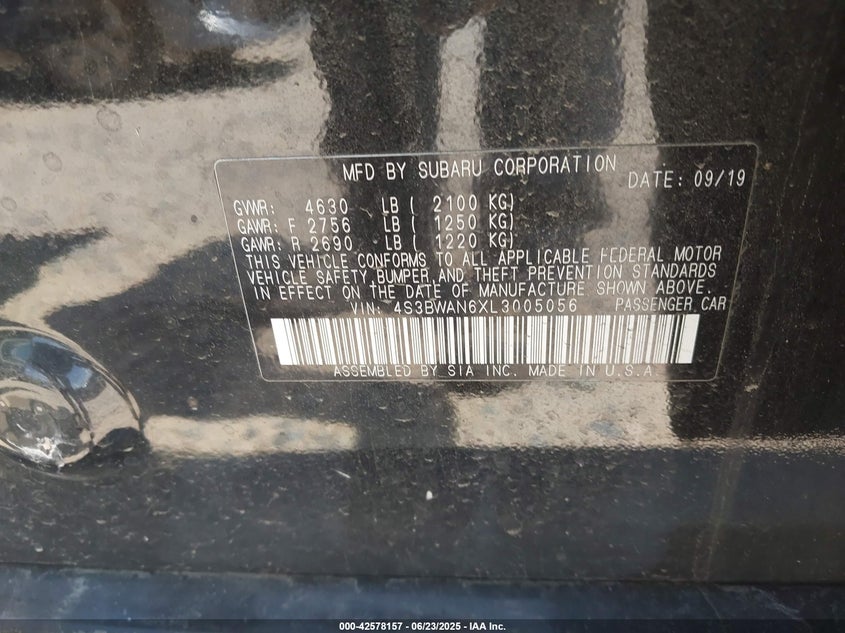 MFD BY SUBARU CORPORATION DATE: 09/19
GVWR: 4630 LB ( 2100 KG)
GAWR: F 2756 LB ( 1250 KG)
GAWR: R 2690 LB ( 1220 KG)
THIS VEHICLE CONFORMS TO ALL APPLICABLE FEDERAL MOTOR
VEHICLE SAFETY BUMPER AND THEFT PREVENTION STANDARDS
IN EFFECT ON THE DATE OF MANUFACTURE SHOWN ABOVE.
VIN: 4S3BWAN6XL3005056 PASSENGER CAR
ASSEMBLED BY SIA INC. MADE IN U.S.A.
000-42578157 - 06/23/2025 - IAA Inc.